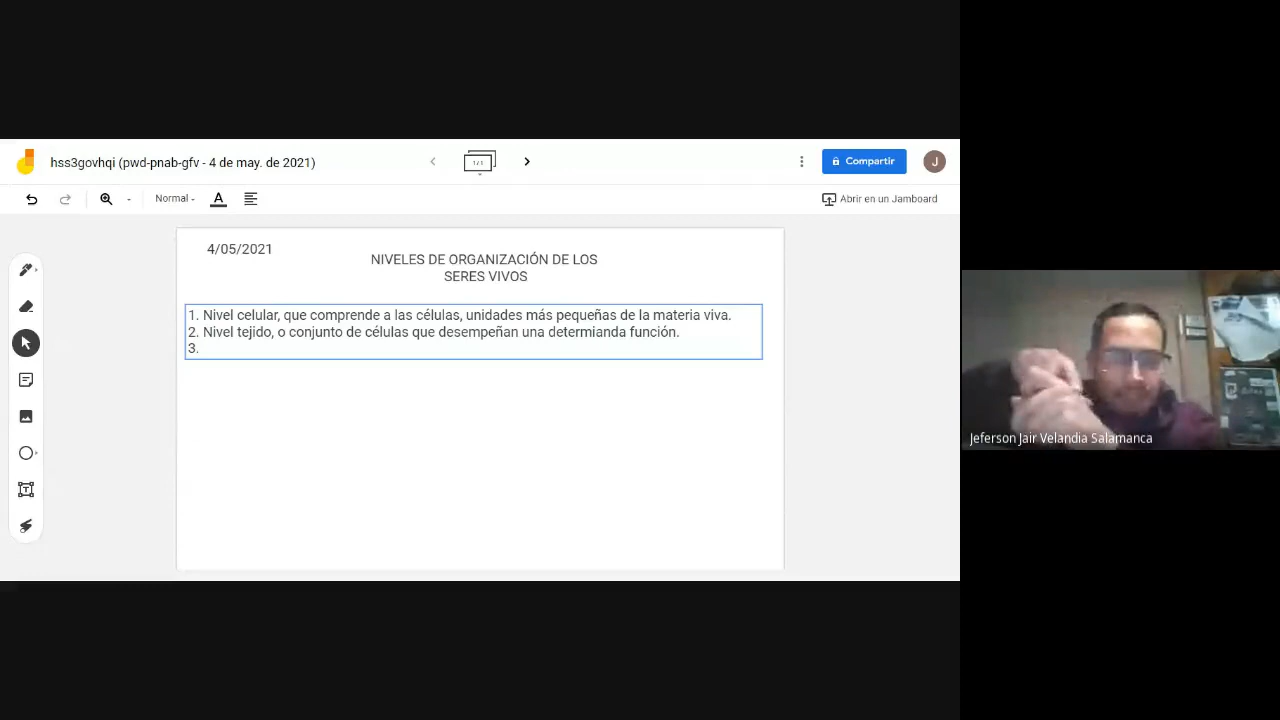 hss3govhqi (pwd-pnab-gfv - 4 de may. de 2021)
1/1
Compartir
J
Normal
A
Abrir en un Jamboard
4/05/2021
NIVELES DE ORGANIZACIÓN DE LOS
SERES VIVOS
1. Nivel celular, que comprende a las células, unidades más pequeñas de la materia viva.
2. Nivel tejido, o conjunto de células que desempeñan una determianda función.
3.
T
Jeferson Jair Velandia Salamanca